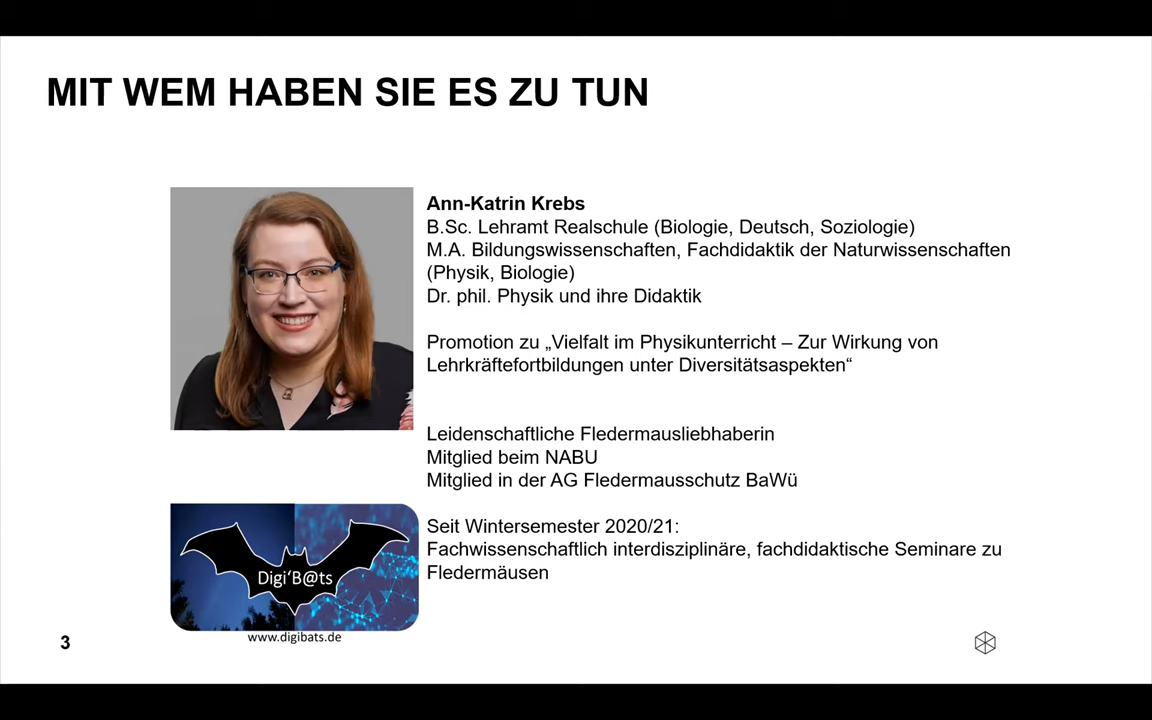 MIT WEM HABEN SIE ES ZU TUN
Ann-Katrin Krebs
B.Sc. Lehramt Realschule (Biologie, Deutsch, Soziologie)
M.A. Bildungswissenschaften, Fachdidaktik der Naturwissenschaften
(Physik, Biologie)
Dr. phil. Physik und ihre Didaktik
Promotion zu „Vielfalt im Physikunterricht – Zur Wirkung von
Lehrkräftefortbildungen unter Diversitätsaspekten“
Leidenschaftliche Fledermausliebhaberin
Mitglied beim NABU
Mitglied in der AG Fledermausschutz BaWü
Seit Wintersemester 2020/21:
Fachwissenschaftlich interdisziplinäre, fachdidaktische Seminare zu
Fledermäusen
Digi‘B@ts
www.digibats.de
3